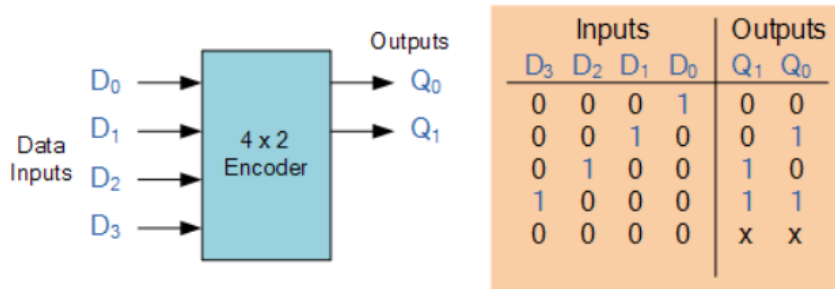 Outputs
D₀ Q₀
D₁ Q₁
Data
Inputs
4 x 2
Encoder
D₂
D₃
Inputs Outputs
D₃ D₂ D₁ D₀ Q₁ Q₀
0 0 0 1 0 0
0 0 1 0 0 1
0 1 0 0 1 0
1 0 0 0 1 1
0 0 0 0 x x